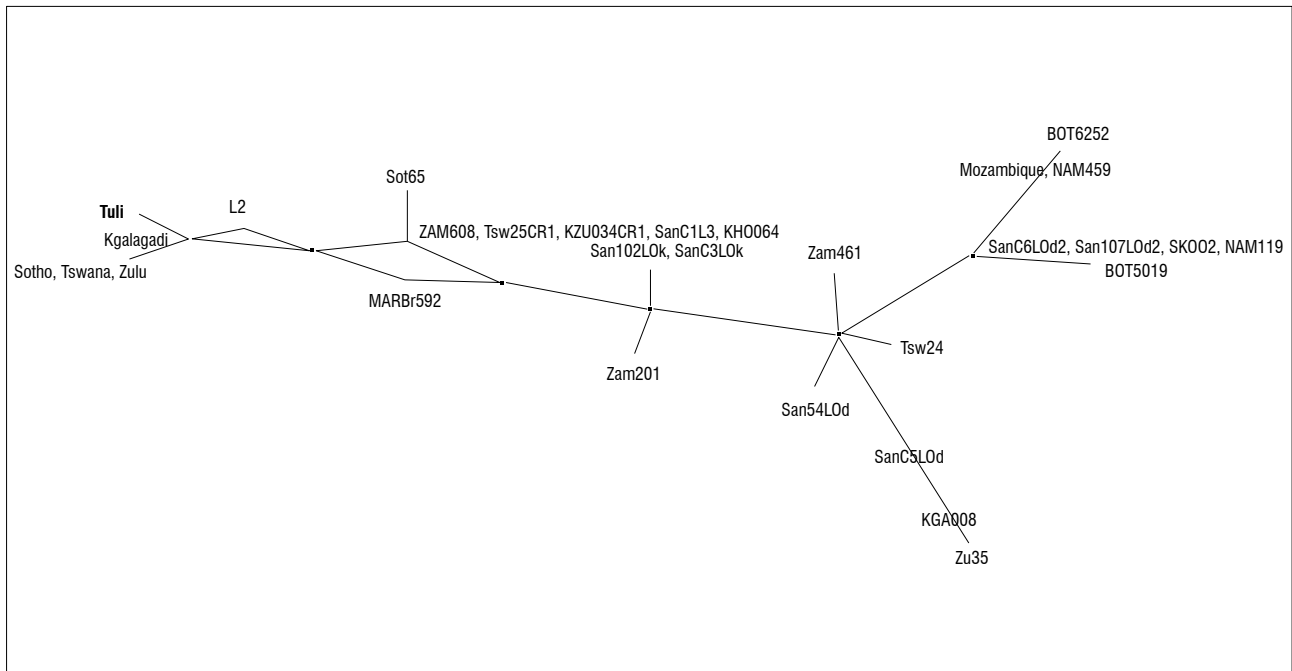 BOT6252
Mozambique, NAM459
Sot65
Tuli
L2
ZAM608, Tsw25CR1, KZU034CR1, SanC1L3, KHO064
Kgalagadi
San102LOk, SanC3LOk
Zam461
SanC6LOd2, San107LOd2, SKOO2, NAM119
Sotho, Tswana, Zulu
BOT5019
MARBr592
Tsw24
Zam201
San54LOd
SanC5LOd
KGA008
Zu35